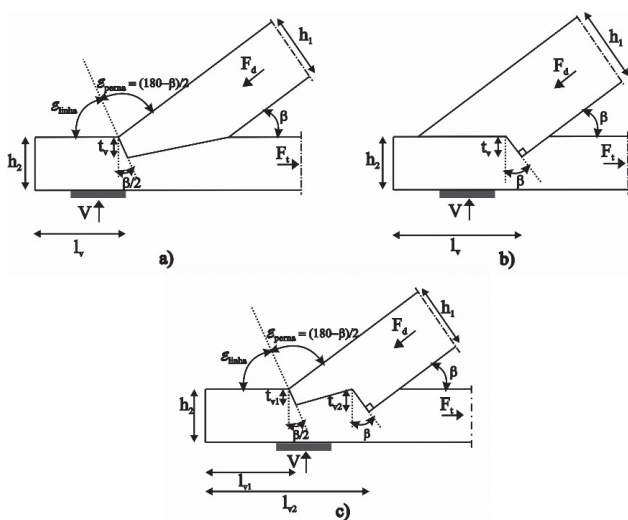 h₁
F_d
ε_perna = (180–β)/2
ε_linha
β
t_v
h₂
F_t
β/2
V
l_v
a)
h₁
F_d
β
t_v
h₂
F_t
β
V
l_v
b)
h₁
F_d
ε_perna = (180–β)/2
ε_linha
β
t_v1
t_v2
h₂
F_t
β/2
β
V
l_v1
l_v2
c)